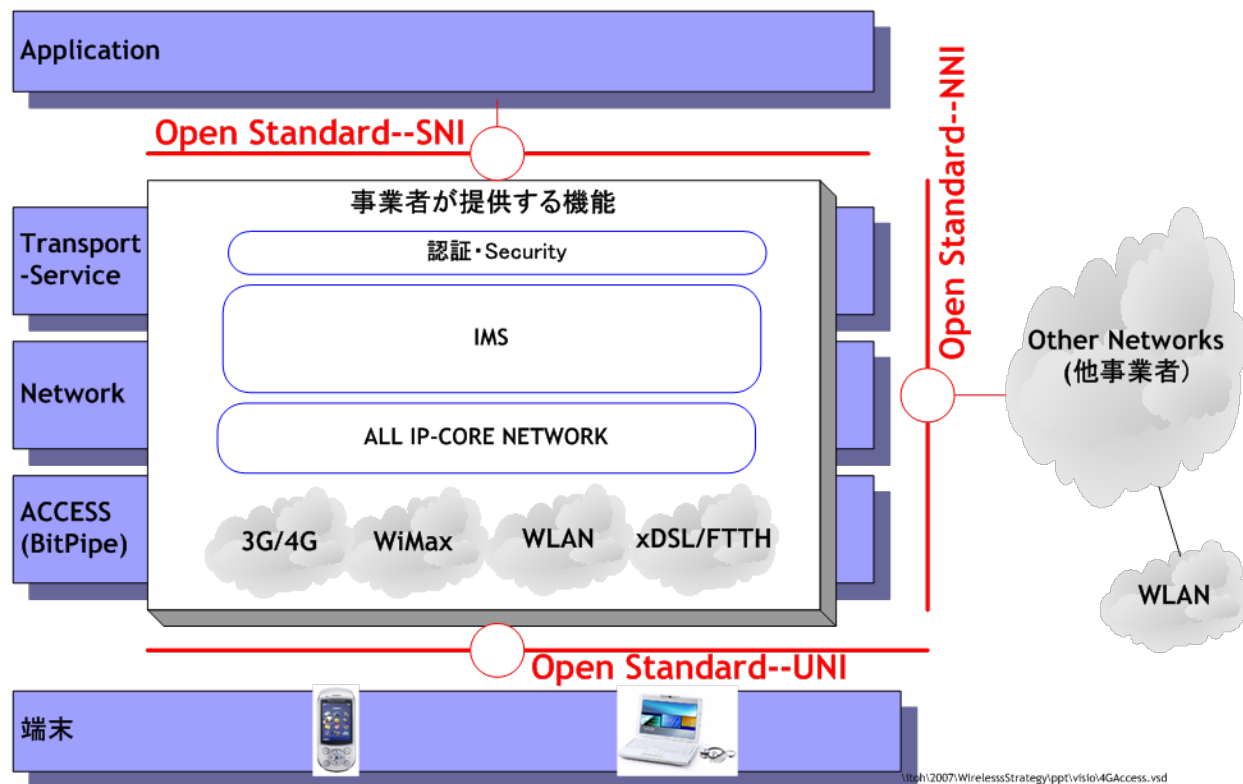 Application
Open Standard--SNI
Open Standard--NNI
事業者が提供する機能
Transport
-Service
認証・Security
IMS
Network
ALL IP-CORE NETWORK
ACCESS
(BitPipe)
3G/4G
WiMax
WLAN
xDSL/FTTH
Other Networks
(他事業者）
WLAN
Open Standard--UNI
端末
\itoh\2007\WirelesssStrategy\ppt\visio\4GAccess.vsd